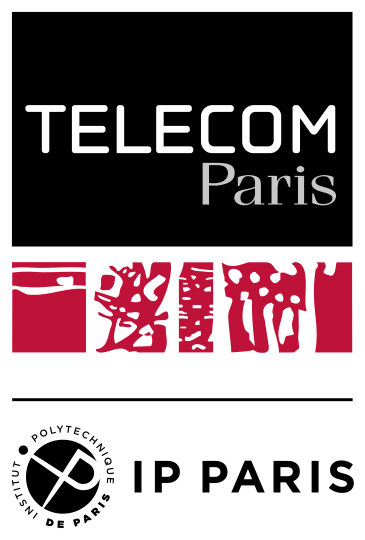 TELECOM
Paris
INSTITUT POLYTECHNIQUE DE PARIS
IP PARIS